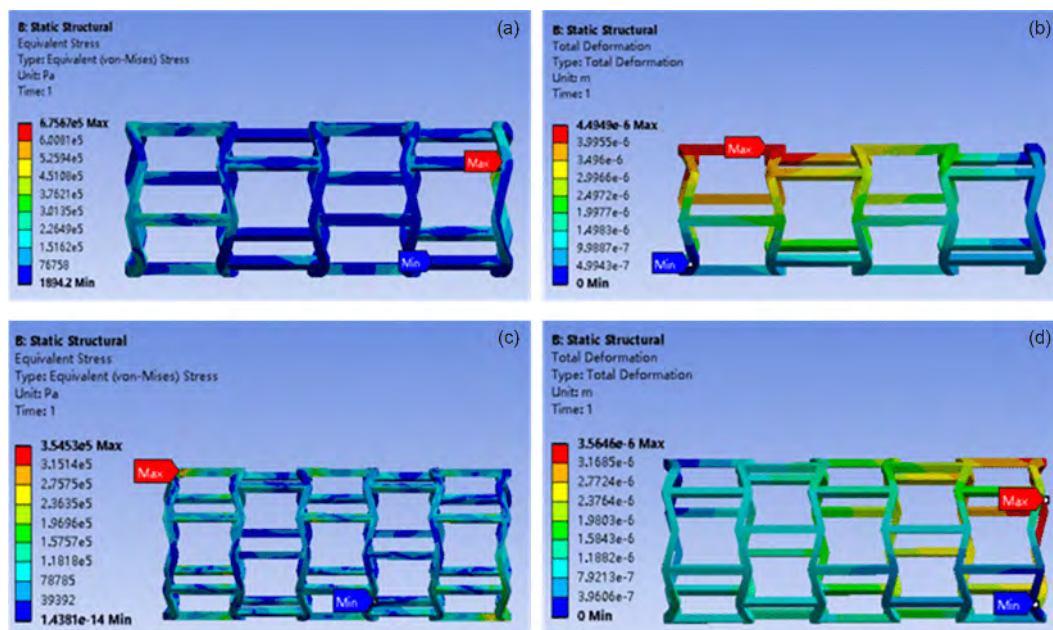 B: Static Structural
Equivalent Stress
Type: Equivalent (von-Mises) Stress
Unit: Pa
Time: 1
(a)
6.7567e5 Max
6.0081e5
5.2594e5
4.5108e5
3.7621e5
3.0135e5
2.2649e5
1.5162e5
76758
1894.2 Min
Max
Min
B: Static Structural
Total Deformation
Type: Total Deformation
Unit: m
Time: 1
(b)
4.4949e-6 Max
3.9955e-6
3.496e-6
2.9966e-6
2.4972e-6
1.9977e-6
1.4983e-6
9.9887e-7
4.9943e-7
0 Min
Max
Min
B: Static Structural
Equivalent Stress
Type: Equivalent (von-Mises) Stress
Unit: Pa
Time: 1
(c)
3.5453e5 Max
3.1514e5
2.7575e5
2.3635e5
1.9696e5
1.5757e5
1.1818e5
78785
39392
1.4381e-14 Min
Max
Min
B: Static Structural
Total Deformation
Type: Total Deformation
Unit: m
Time: 1
(d)
3.5646e-6 Max
3.1685e-6
2.7724e-6
2.3764e-6
1.9803e-6
1.5843e-6
1.1882e-6
7.9213e-7
3.9606e-7
0 Min
Max
Min